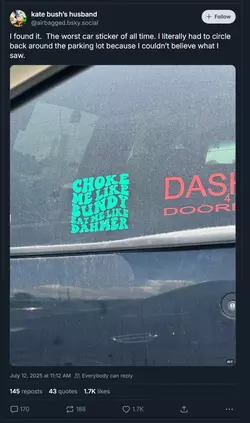 kate bush's husband
@airbagged.bsky.social
+ Follow
I found it.  The worst car sticker of all time. I literally had to circle
back around the parking lot because I couldn't believe what I
saw.
CHOKE
ME LIKE
BUNDY
EAT ME LIKE
DAHMER
DASH
4
DOORD
ALT
July 12, 2025 at 11:12 AM
Everybody can reply
145 reposts 43 quotes 1.7K likes
170 188 1.7K